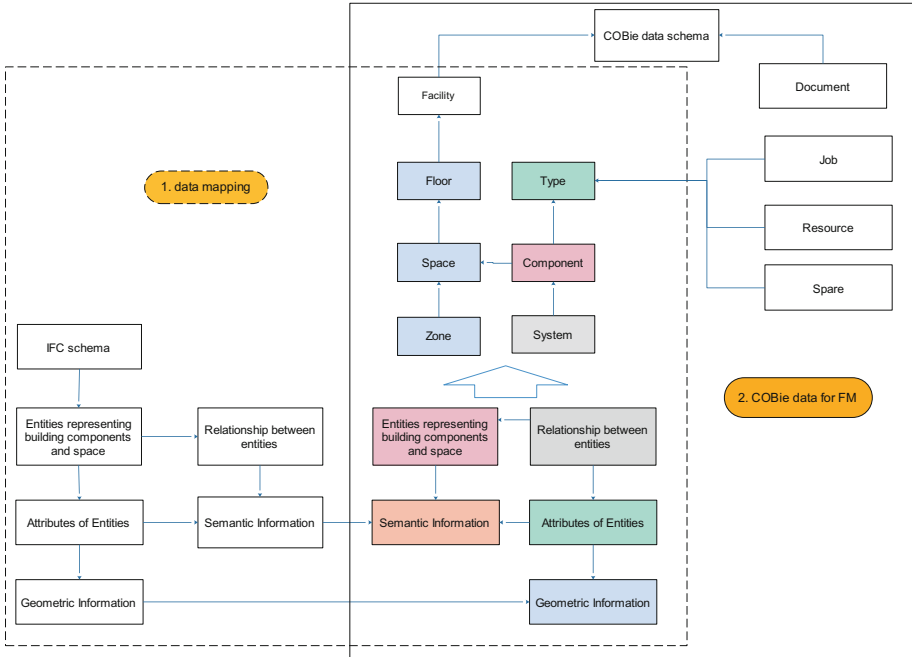 COBie data schema
Document
Facility
1. data mapping
Floor
Type
Job
Resource
Space
Component
Spare
Zone
System
IFC schema
2. COBie data for FM
Entities representing
building components
and space
Relationship between
entities
Entities representing
building components
and space
Relationship between
entities
Attributes of Entities
Semantic Information
Semantic Information
Attributes of Entities
Geometric Information
Geometric Information